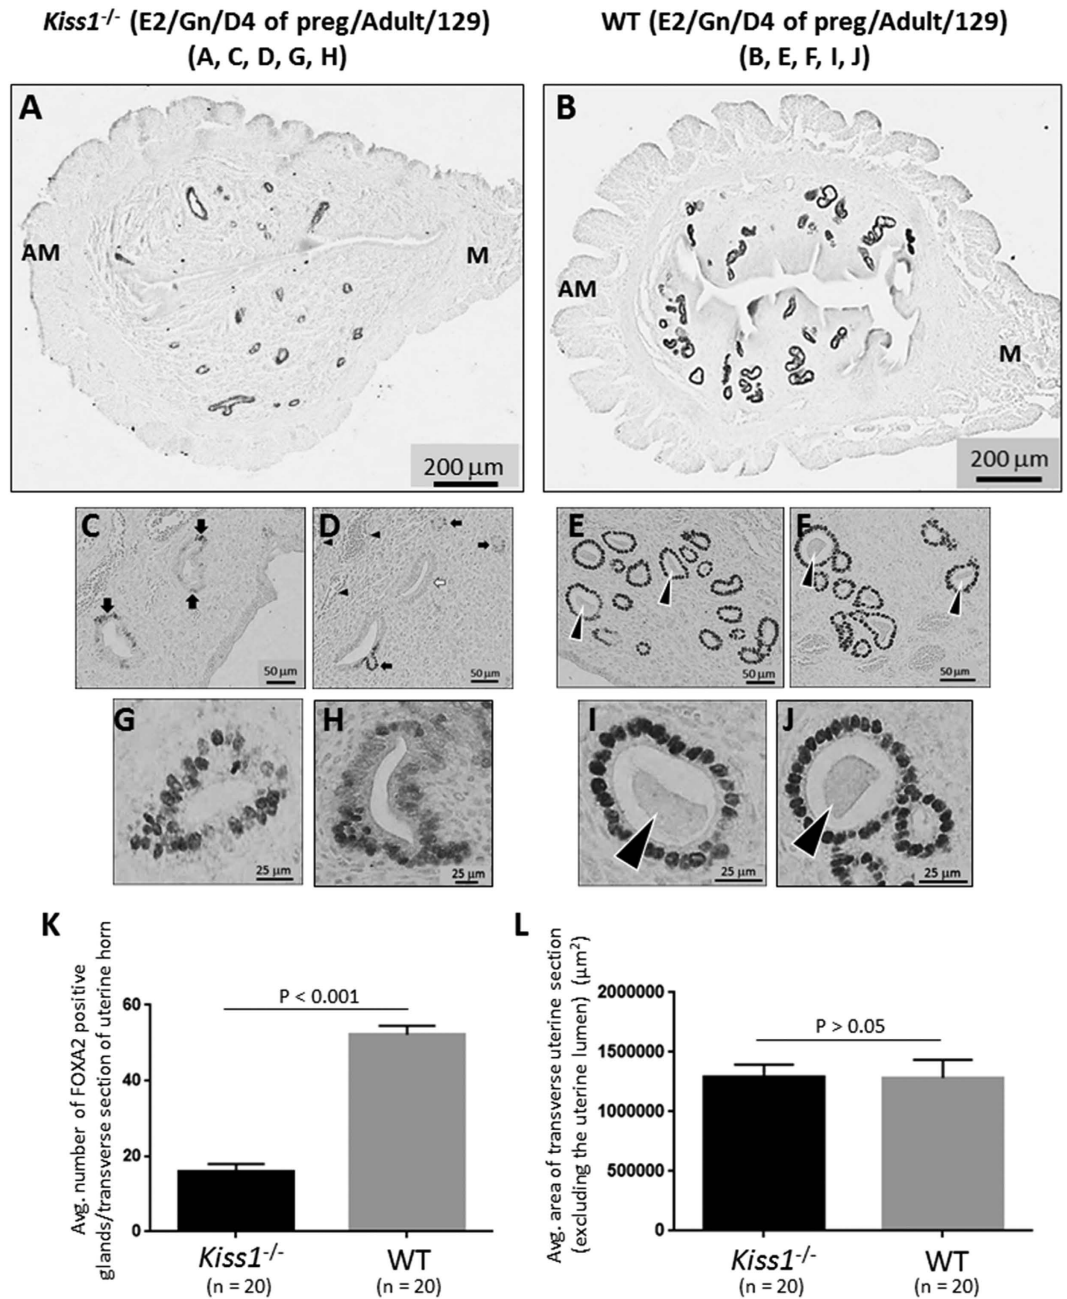 Kiss1-/- (E2/Gn/D4 of preg/Adult/129)
(A, C, D, G, H)
WT (E2/Gn/D4 of preg/Adult/129)
(B, E, F, I, J)
A
AM
M
200 μm
B
AM
M
200 μm
C
50 μm
D
50 μm
E
50 μm
F
50 μm
G
25 μm
H
25 μm
I
25 μm
J
25 μm
K
Avg. number of FOXA2 positive
glands/transverse section of uterine horn
P < 0.001
60
40
20
0
Kiss1-/-
(n = 20)
WT
(n = 20)
L
Avg. area of transverse uterine section
(excluding the uterine lumen) (μm2)
P > 0.05
2000000
1500000
1000000
500000
0
Kiss1-/-
(n = 20)
WT
(n = 20)